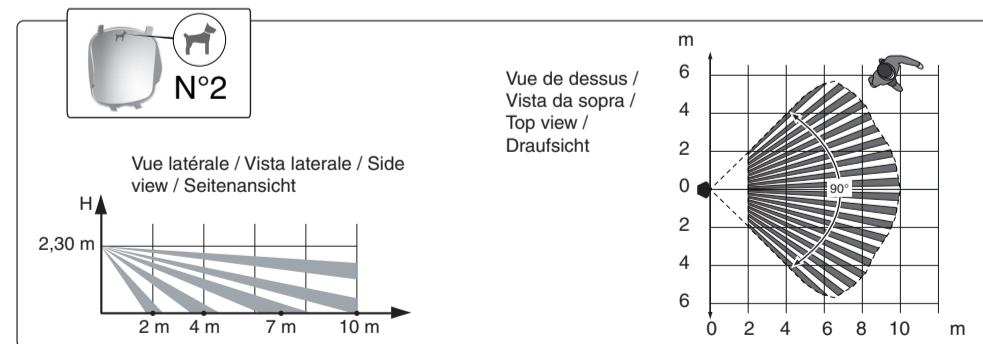 N°2
Vue latérale / Vista laterale / Side
view / Seitenansicht
H
2,30 m
2 m 4 m 7 m 10 m
Vue de dessus /
Vista da sopra /
Top view /
Draufsicht
m
6
4
2
0
2
4
6
90°
0 2 4 6 8 10 m